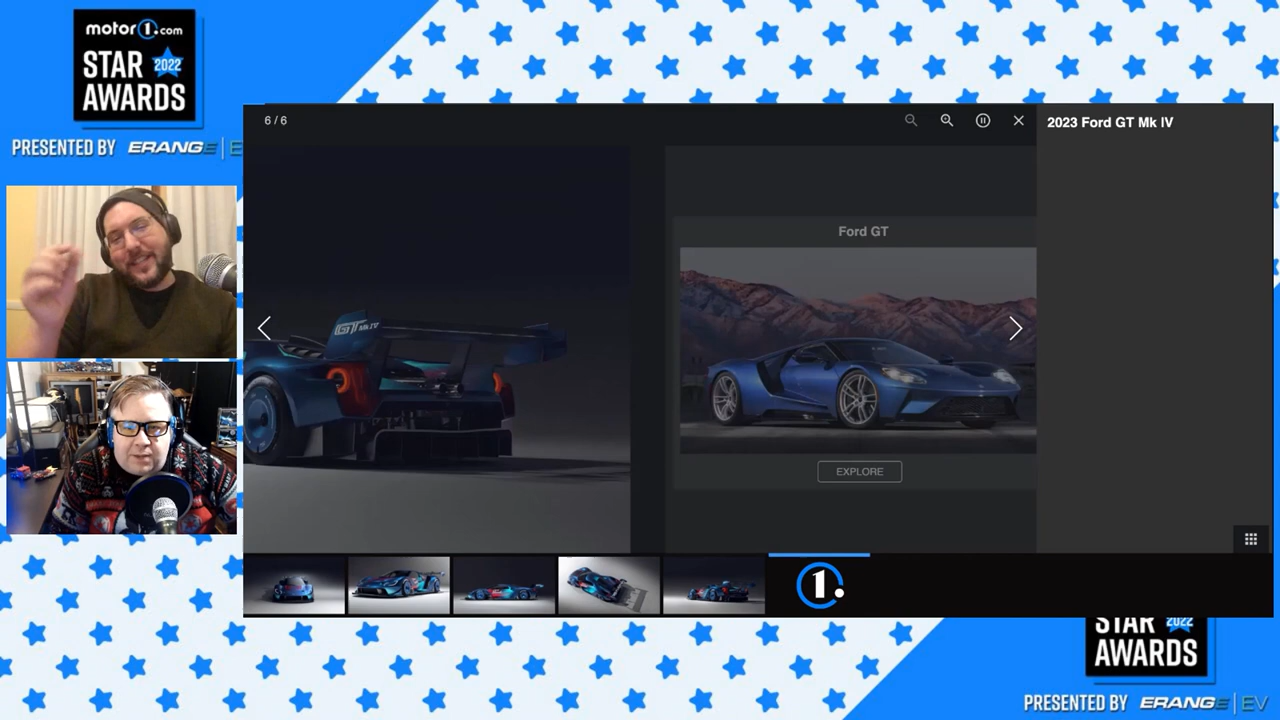 motor1.com
STAR 2022
AWARDS
PRESENTED BY ERANGE | E
6 / 6
2023 Ford GT Mk IV
Ford GT
GT Mk IV
EXPLORE
1.
STAR 2022
AWARDS
PRESENTED BY ERANGE | EV